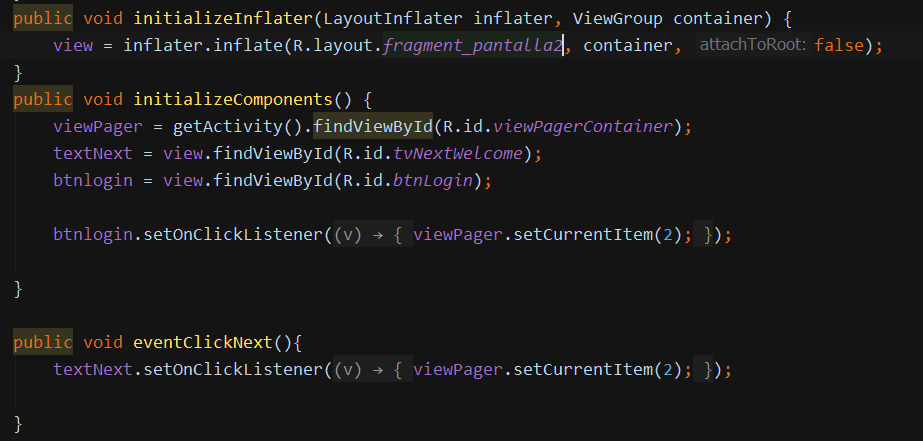 public void initializeInflater(LayoutInflater inflater, ViewGroup container) {
    view = inflater.inflate(R.layout.fragment_pantalla2, container, attachToRoot: false);
}
public void initializeComponents() {
    viewPager = getActivity().findViewById(R.id.viewPagerContainer);
    textNext = view.findViewById(R.id.tvNextWelcome);
    btnlogin = view.findViewById(R.id.btnLogin);

    btnlogin.setOnClickListener((v) → { viewPager.setCurrentItem(2); });

}

public void eventClickNext(){
    textNext.setOnClickListener((v) → { viewPager.setCurrentItem(2); });

}